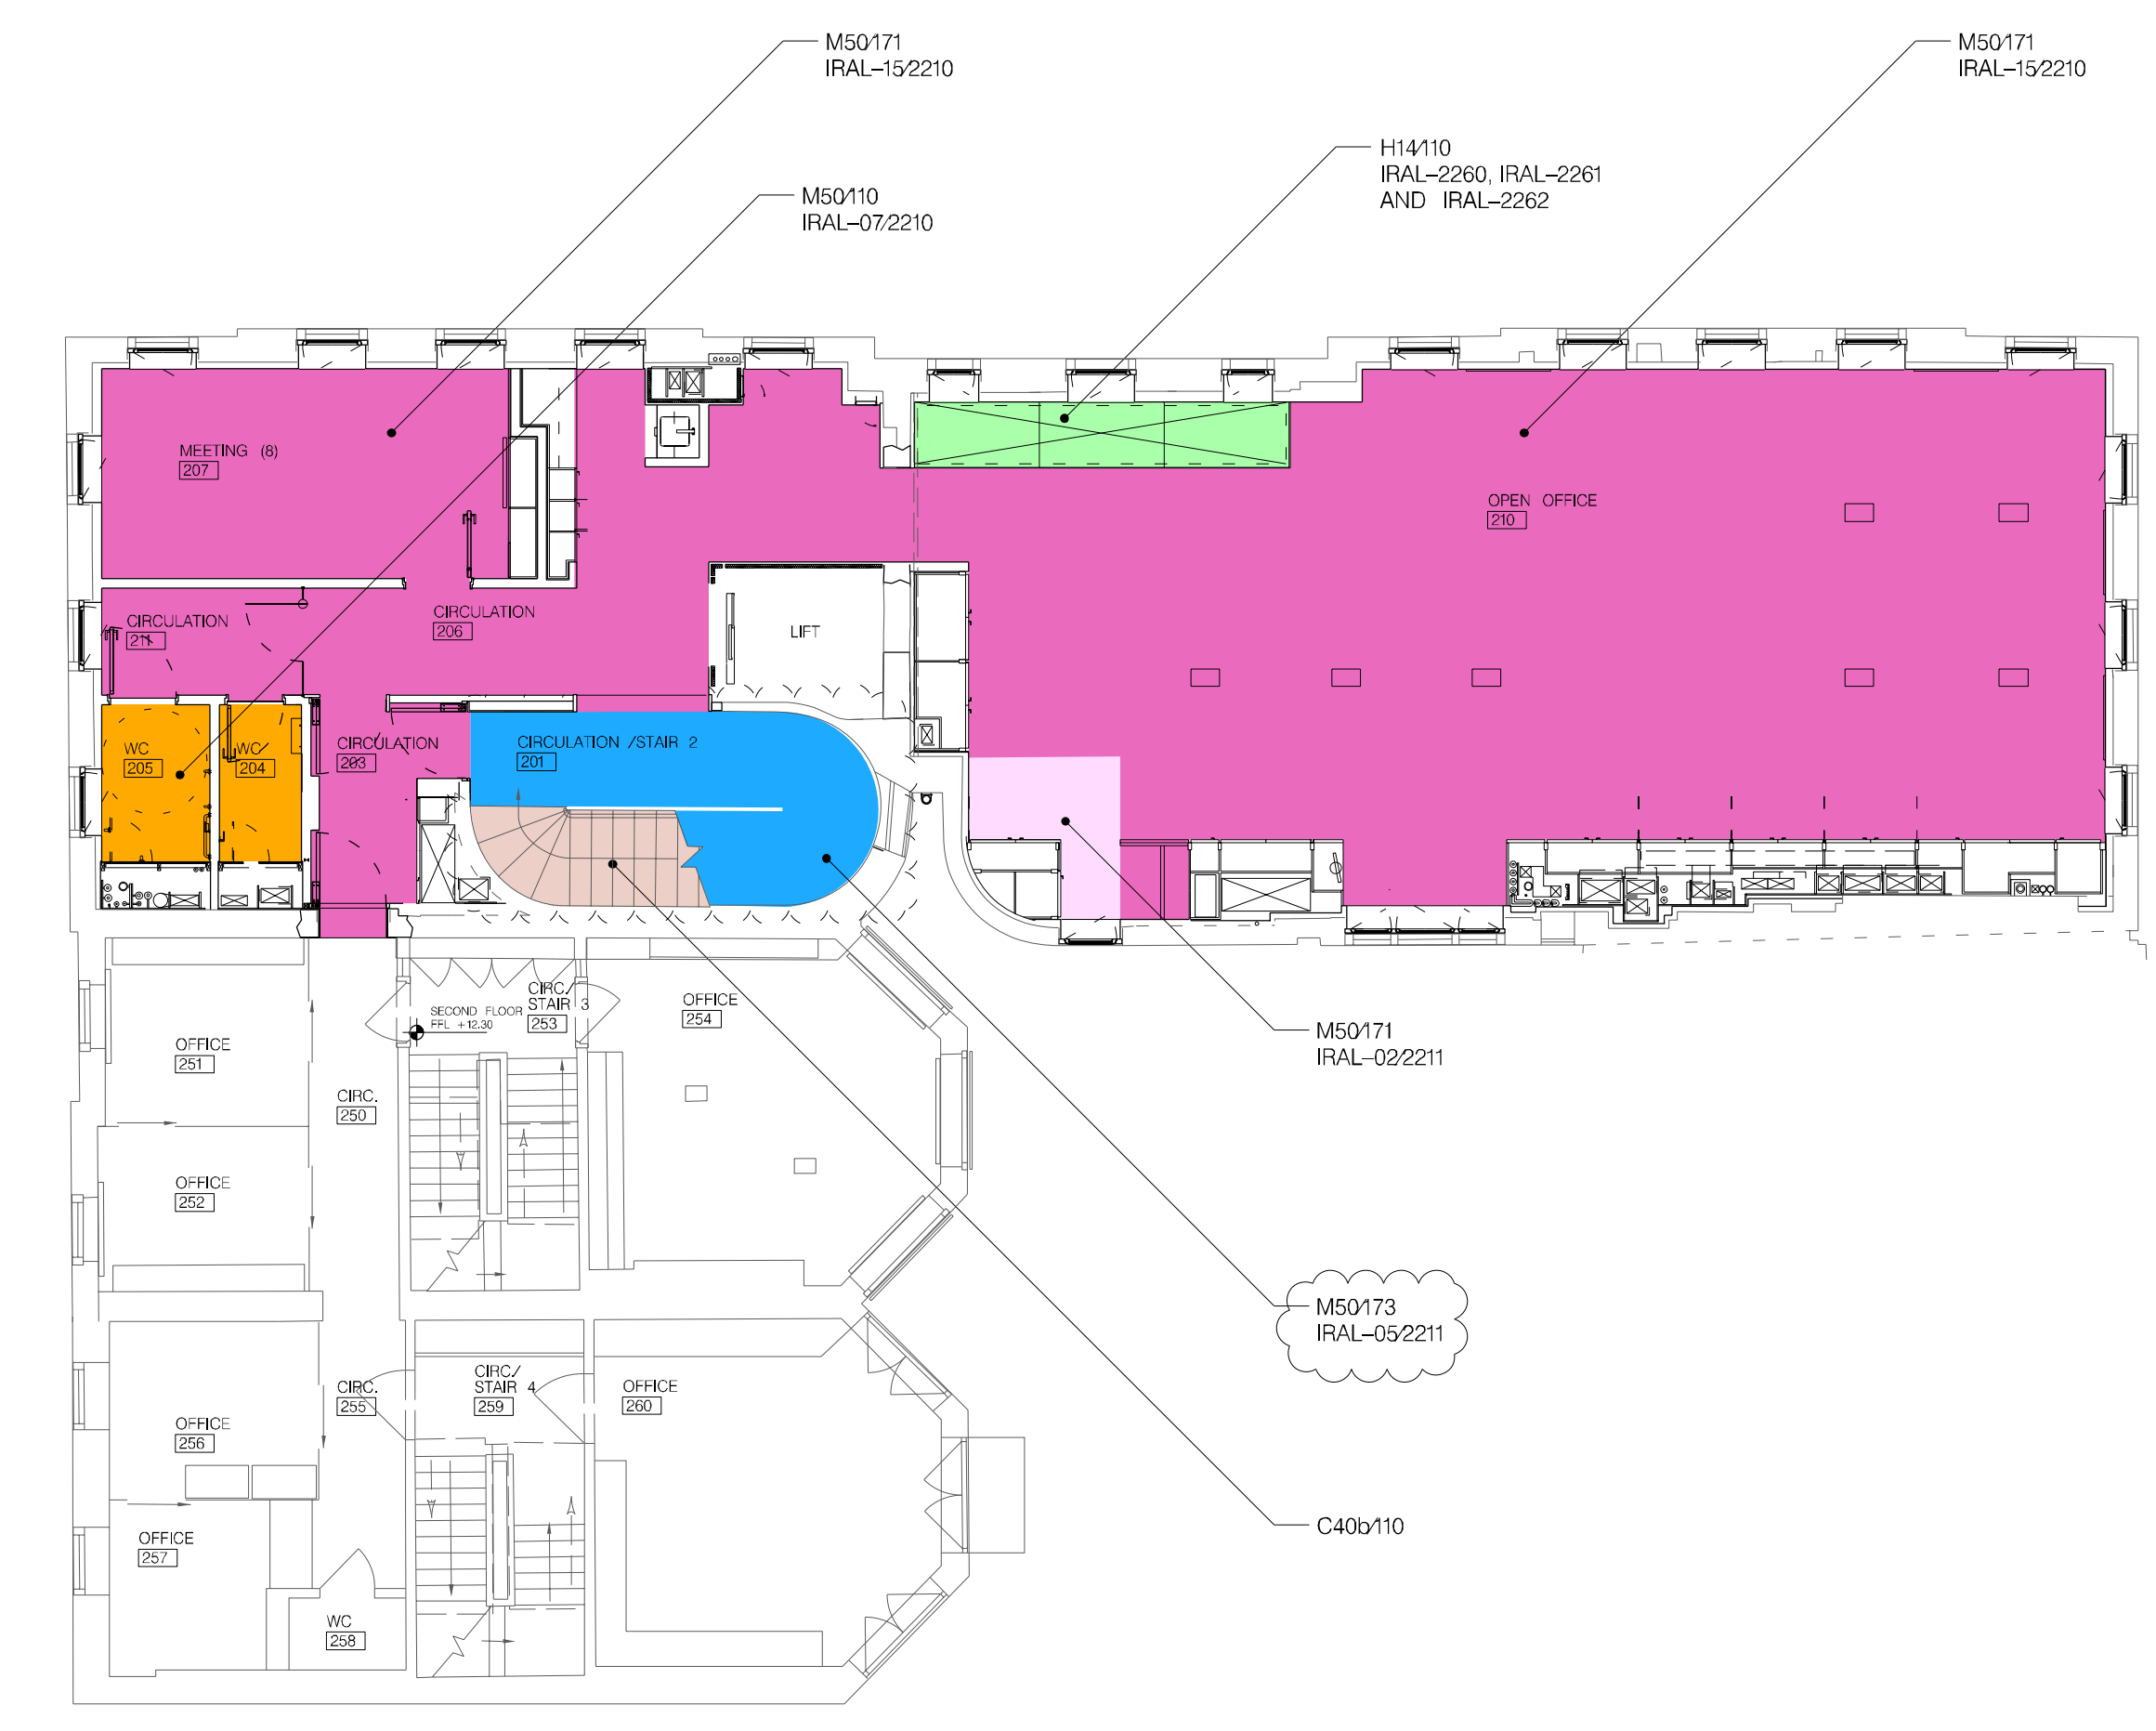 M50/171
IRAL-15/2210
M50/171
IRAL-15/2210
H14/110
IRAL-2260, IRAL-2261
AND IRAL-2262
M50/110
IRAL-07/2210
MEETING (8)
207
OPEN OFFICE
210
CIRCULATION
211
CIRCULATION
206
LIFT
WC
205
WC/
204
CIRCULATION
203
CIRCULATION /STAIR 2
201
M50/171
IRAL-02/2211
CIRC./
STAIR 3
253
SECOND FLOOR
FFL +12.30
OFFICE
254
OFFICE
251
CIRC.
250
OFFICE
252
M50/173
IRAL-05/2211
CIRC./
STAIR 4
259
CIRC.
255
OFFICE
260
OFFICE
256
OFFICE
257
C40b/110
WC
258